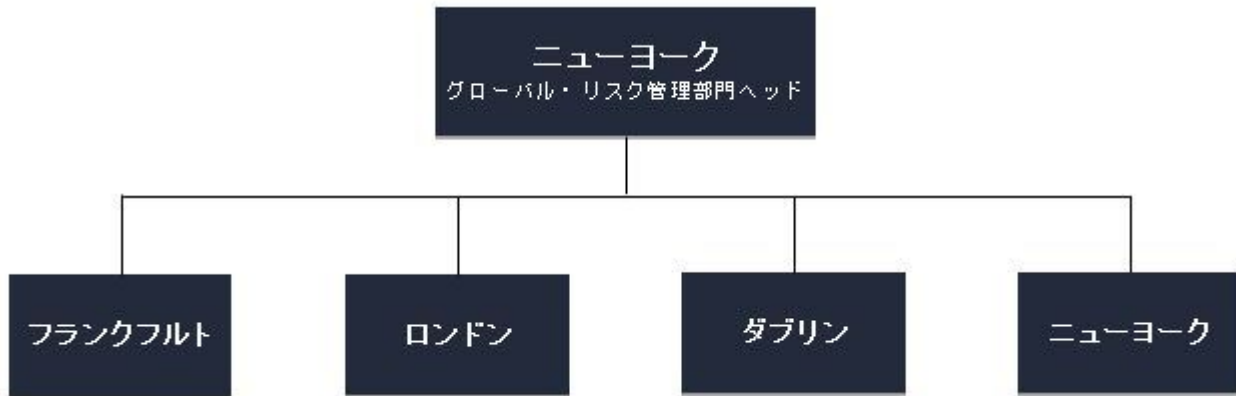 ニューヨーク
グローバル・リスク管理部門ヘッド
フランクフルト
ロンドン
ダブリン
ニューヨーク